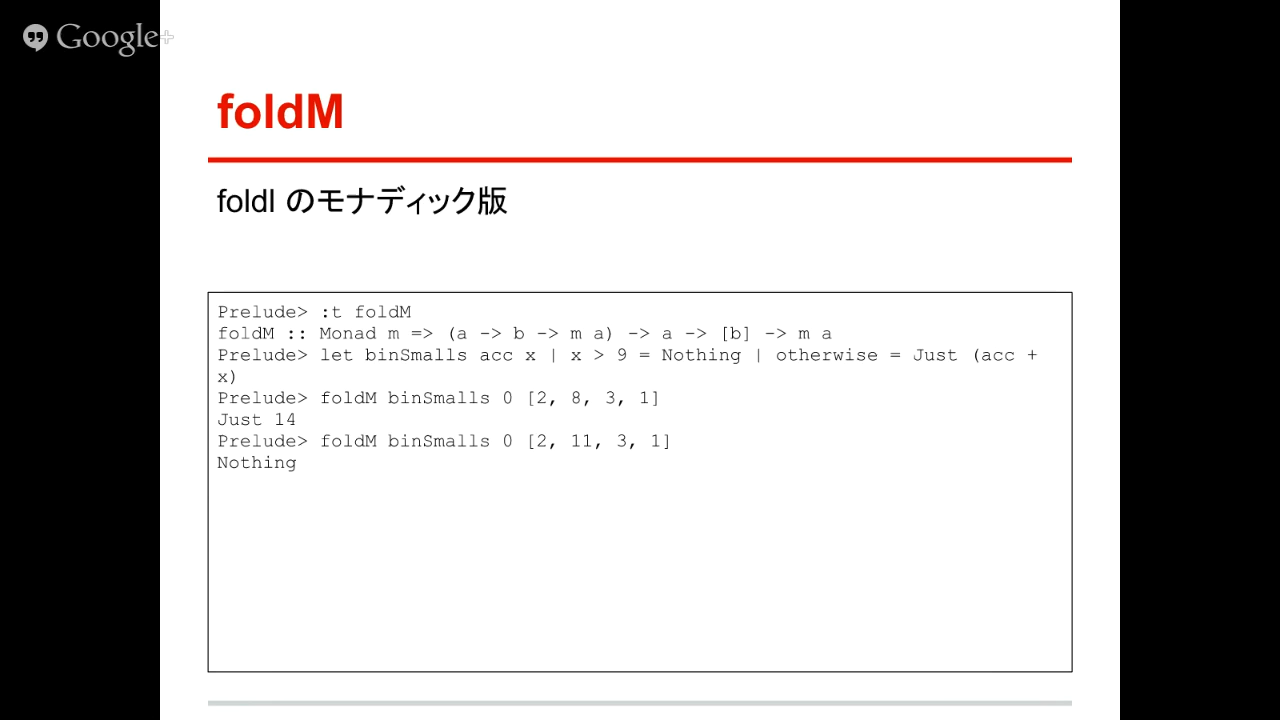 Google+
foldM
foldl のモナディック版
Prelude> :t foldM
foldM :: Monad m => (a -> b -> m a) -> a -> [b] -> m a
Prelude> let binSmalls acc x | x > 9 = Nothing | otherwise = Just (acc +
x)
Prelude> foldM binSmalls 0 [2, 8, 3, 1]
Just 14
Prelude> foldM binSmalls 0 [2, 11, 3, 1]
Nothing